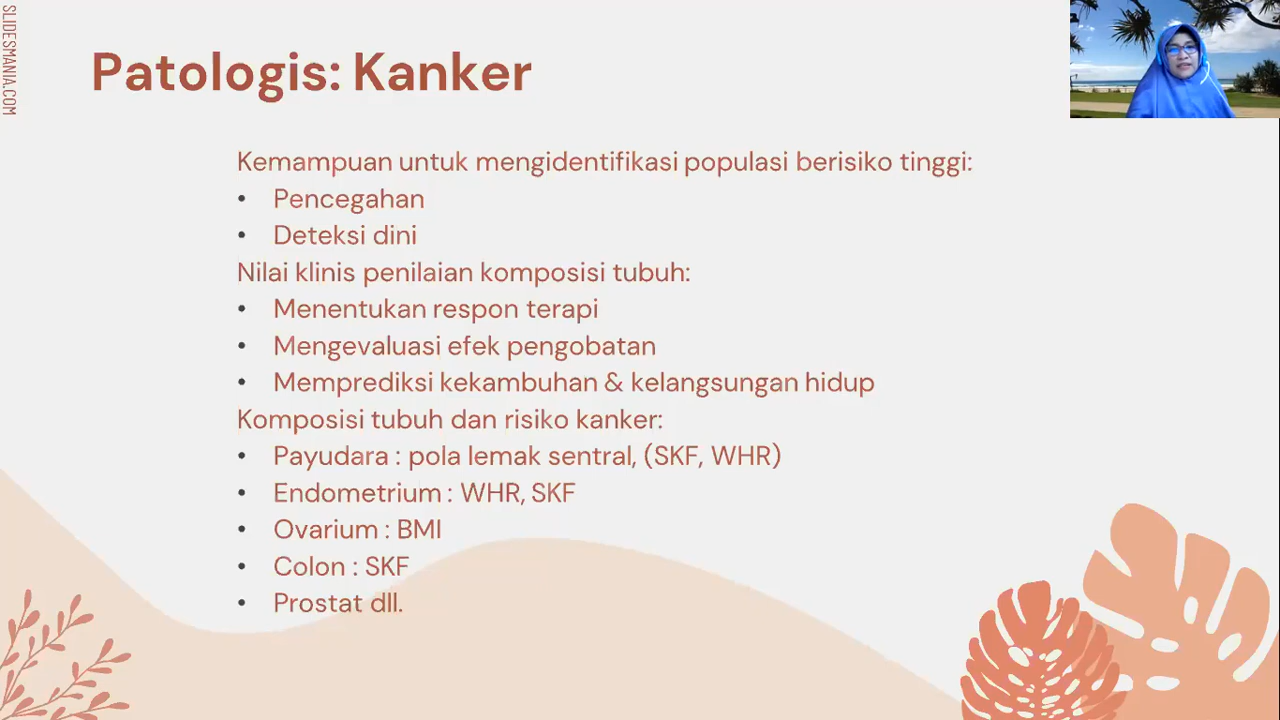 SLIDESMANIA.COM
Patologis: Kanker
Kemampuan untuk mengidentifikasi populasi berisiko tinggi:
• Pencegahan
• Deteksi dini
Nilai klinis penilaian komposisi tubuh:
• Menentukan respon terapi
• Mengevaluasi efek pengobatan
• Memprediksi kekambuhan & kelangsungan hidup
Komposisi tubuh dan risiko kanker:
• Payudara : pola lemak sentral, (SKF, WHR)
• Endometrium : WHR, SKF
• Ovarium : BMI
• Colon : SKF
• Prostat dll.